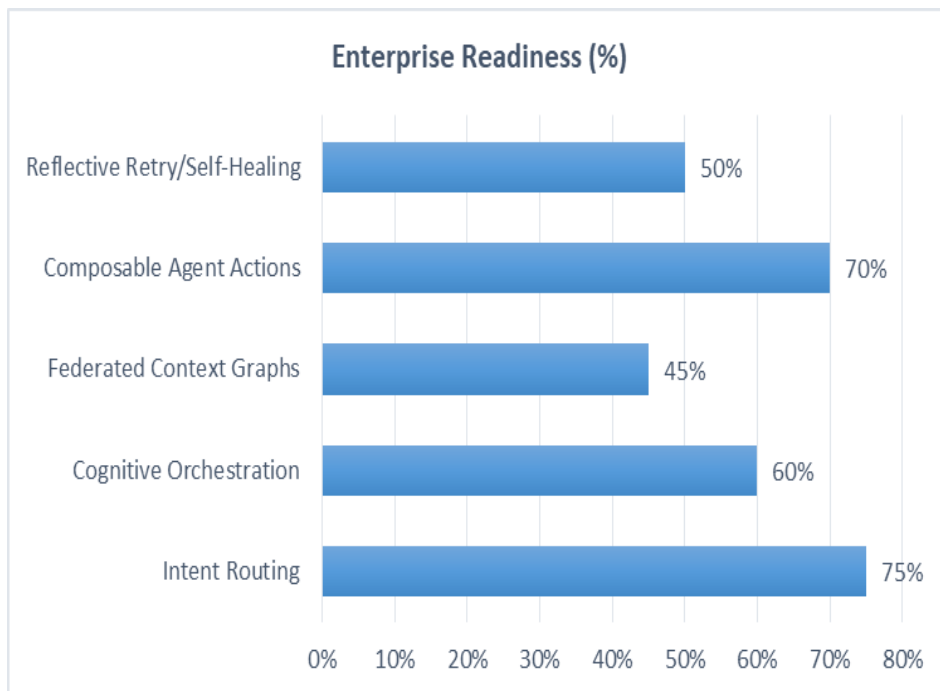 Enterprise Readiness (%)
Reflective Retry/Self-Healing
50%
Composable Agent Actions
70%
Federated Context Graphs
45%
Cognitive Orchestration
60%
Intent Routing
75%
0% 10% 20% 30% 40% 50% 60% 70% 80%